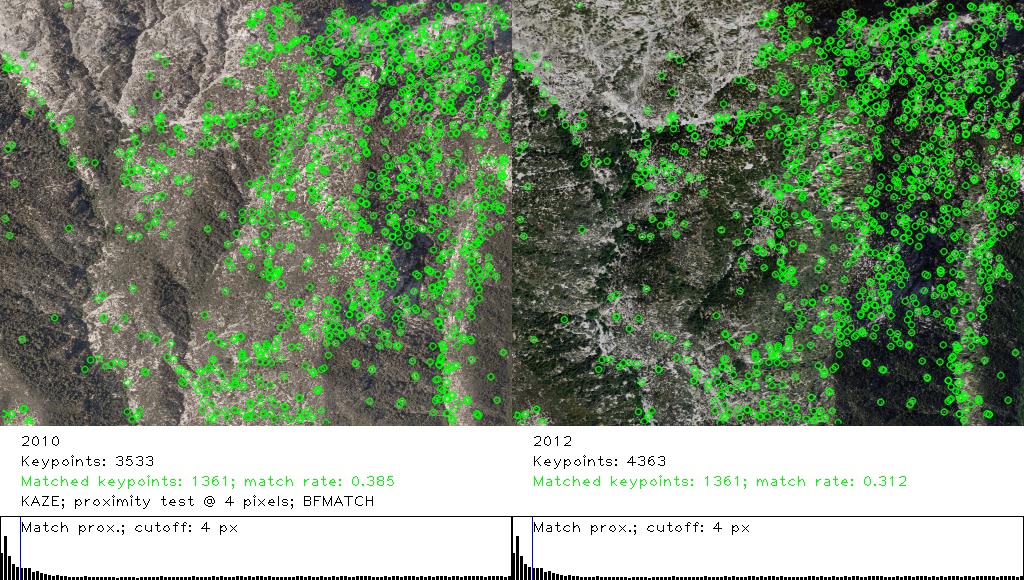 2010
Keypoints: 3533
Matched keypoints: 1361; match rate: 0.385
KAZE; proximity test @ 4 pixels; BFMATCH
Match prox.; cutoff: 4 px
2012
Keypoints: 4363
Matched keypoints: 1361; match rate: 0.312
Match prox.; cutoff: 4 px